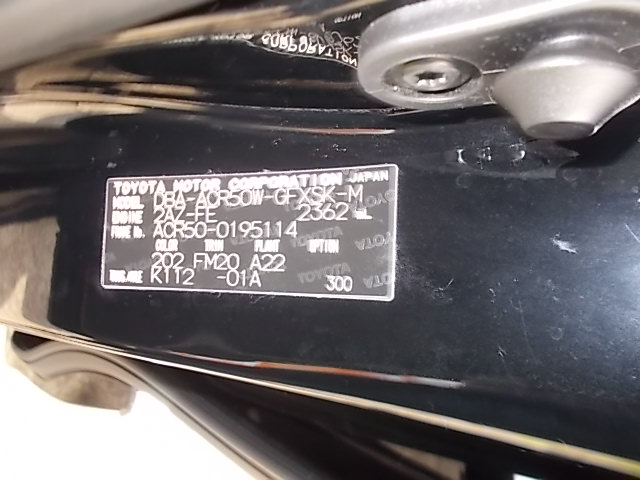 TOYOTA MOTOR CORPORATION JAPAN
MODEL DBA-ACR50W-GFXSK-M
ENGINE 2AZ-FE 2362 mL
FRAME No. ACR50-0195114
COLOR TRIM PLANT OPTION
202 FM20 A22
TRANS./AXLE K112 -01A 300